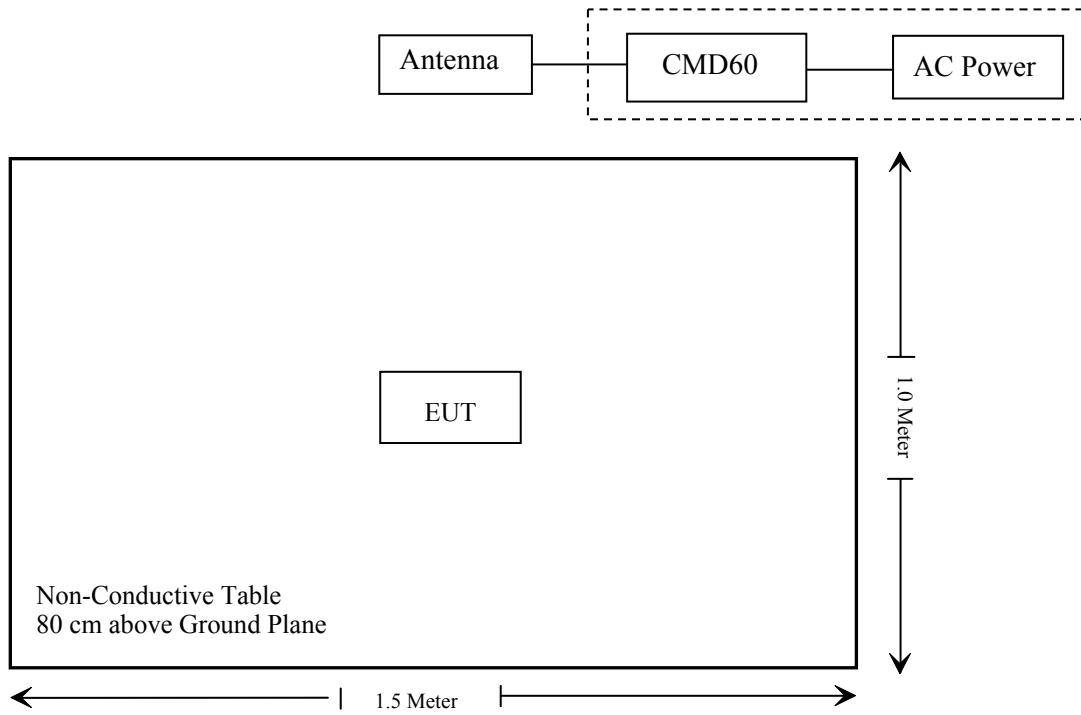 Antenna
CMD60
AC Power
EUT
1.0 Meter
Non-Conductive Table
80 cm above Ground Plane
1.5 Meter